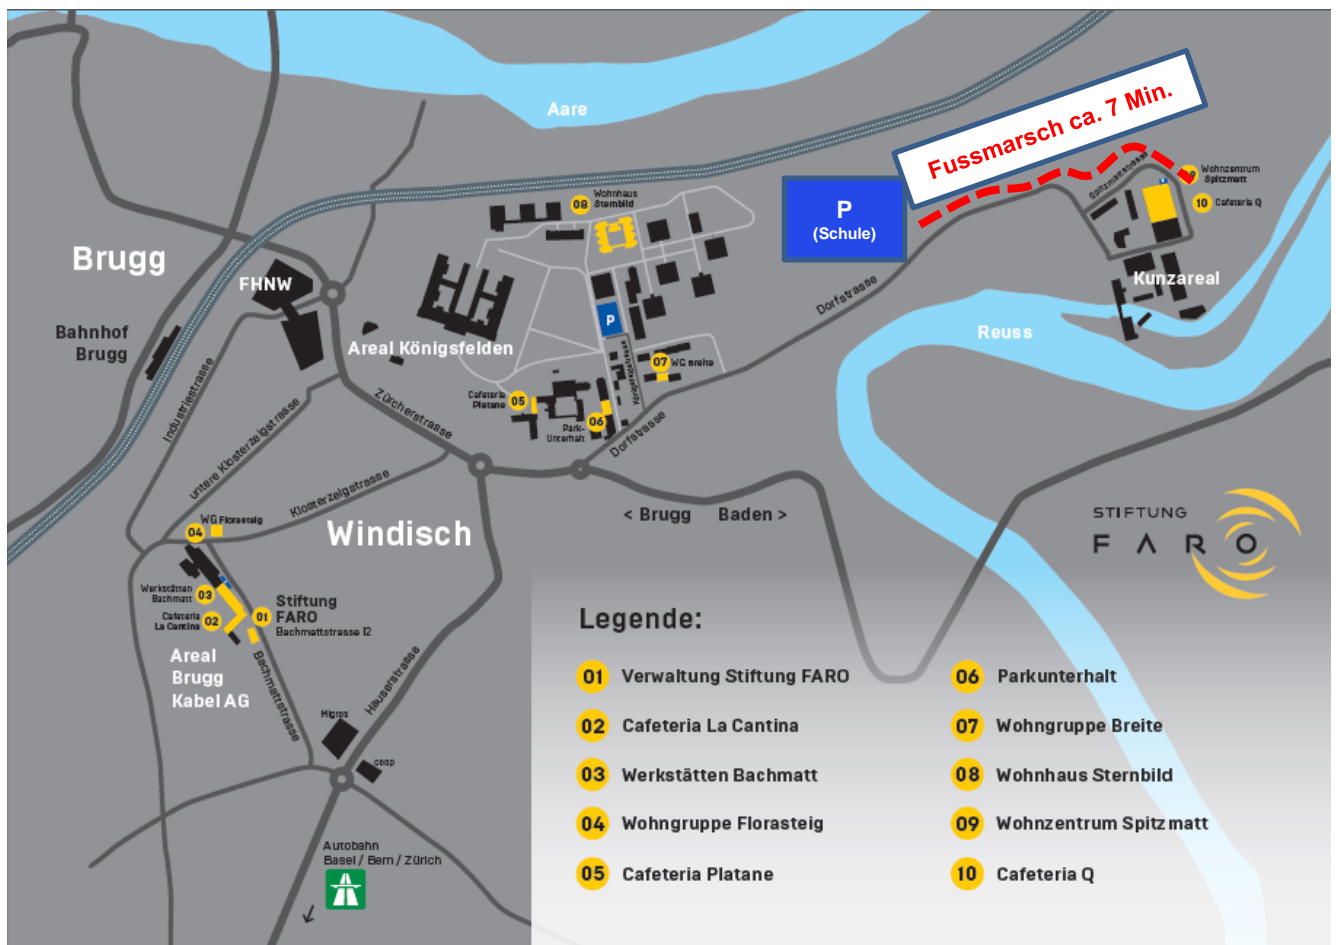 Aare
Fussmarsch ca. 7 Min.
Spitzmattstrasse
Wohnzentrum
Spitzmatt
10
Cafeteria Q
Kunzareal
P
(Schule)
Dorfstrasse
Reuss
08
Wohnhaus
Sternbild
Brugg
FHNW
Bahnhof
Brugg
Areal Königsfelden
P
07
WG Breite
Cafeteria
Platane
05
06
Park-
Unterhalt
Dorfstrasse
Industriestrasse
Zürcherstrasse
untere Klosterzelgstrasse
Klosterzelgstrasse
< Brugg Baden >
Windisch
04
WG Florasteig
Werkstätten
Bachmatt
03
Cafeteria
La Cantina
02
01
Stiftung
FARO
Bachmattstrasse 12
Areal
Brugg
Kabel AG
Bachmattstrasse
Hauserstrasse
Migros
coop
Autobahn
Basel / Bern / Zürich
STIFTUNG
FARO
Legende:
01 Verwaltung Stiftung FARO
02 Cafeteria La Cantina
03 Werkstätten Bachmatt
04 Wohngruppe Florasteig
05 Cafeteria Platane
06 Parkunterhalt
07 Wohngruppe Breite
08 Wohnhaus Sternbild
09 Wohnzentrum Spitzmatt
10 Cafeteria Q